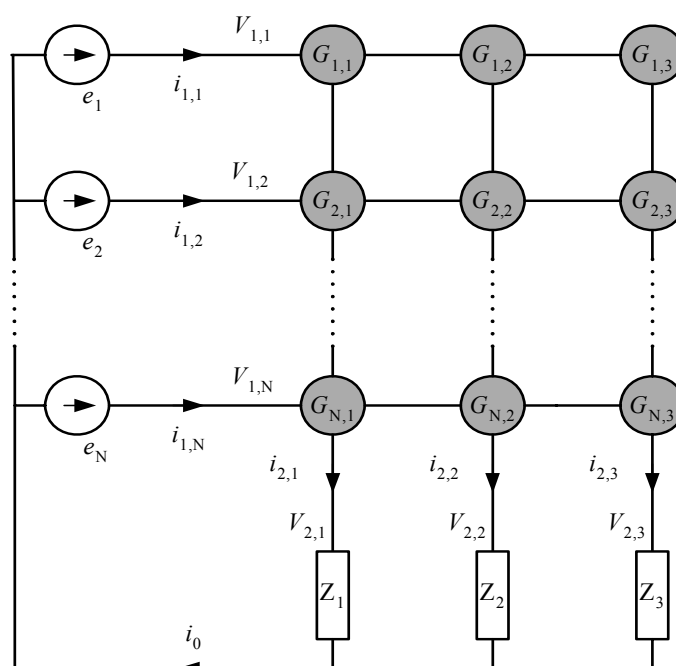 V1,1
G1,1 G1,2 G1,3
e1 i1,1
V1,2
G2,1 G2,2 G2,3
e2 i1,2
V1,N
GN,1 GN,2 GN,3
eN i1,N
i2,1 i2,2 i2,3
V2,1 V2,2 V2,3
Z1 Z2 Z3
i0